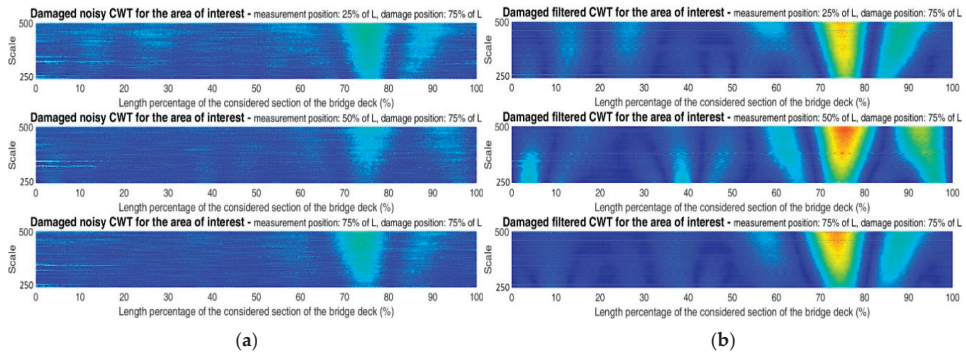 Damaged noisy CWT for the area of interest - measurement position: 25% of L, damage position: 75% of L
500
Scale
250
0 10 20 30 40 50 60 70 80 90 100
Length percentage of the considered section of the bridge deck (%)
Damaged noisy CWT for the area of interest - measurement position: 50% of L, damage position: 75% of L
500
Scale
250
0 10 20 30 40 50 60 70 80 90 100
Length percentage of the considered section of the bridge deck (%)
Damaged noisy CWT for the area of interest - measurement position: 75% of L, damage position: 75% of L
500
Scale
250
0 10 20 30 40 50 60 70 80 90 100
Length percentage of the considered section of the bridge deck (%)
(a)
Damaged filtered CWT for the area of interest - measurement position: 25% of L, damage position: 75% of L
500
Scale
250
0 10 20 30 40 50 60 70 80 90 100
Length percentage of the considered section of the bridge deck (%)
Damaged filtered CWT for the area of interest - measurement position: 50% of L, damage position: 75% of L
500
Scale
250
0 10 20 30 40 50 60 70 80 90 100
Length percentage of the considered section of the bridge deck (%)
Damaged filtered CWT for the area of interest - measurement position: 75% of L, damage position: 75% of L
500
Scale
250
0 10 20 30 40 50 60 70 80 90 100
Length percentage of the considered section of the bridge deck (%)
(b)